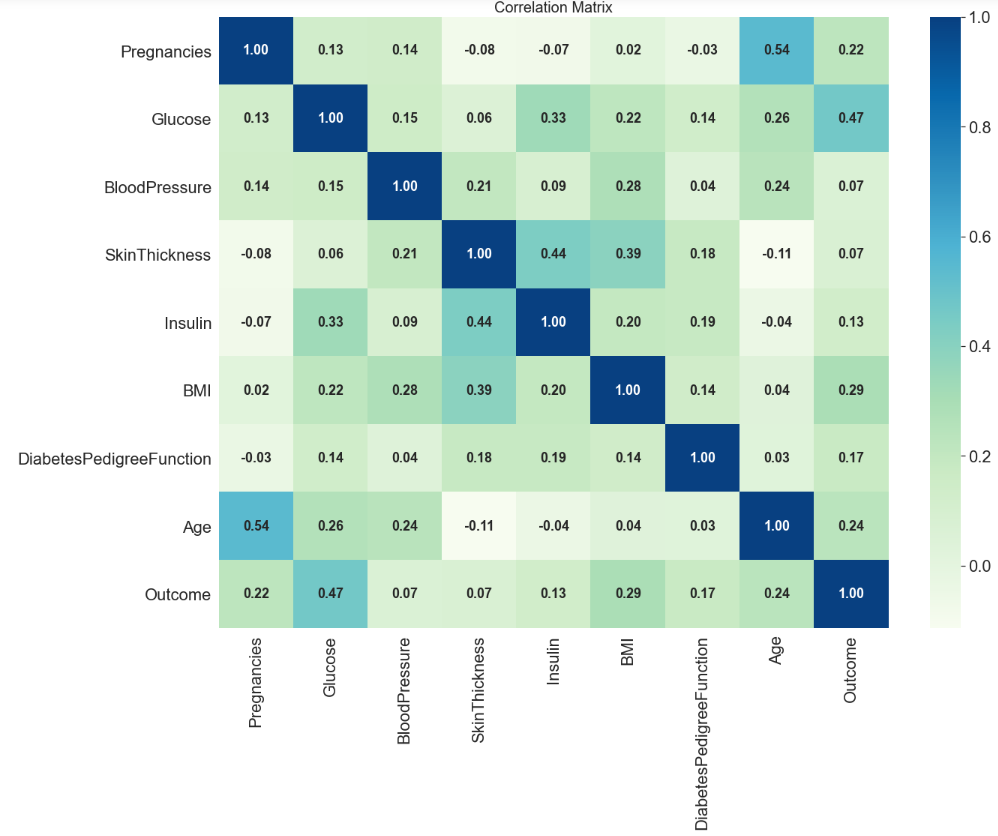 Correlation Matrix
Pregnancies 1.00 0.13 0.14 -0.08 -0.07 0.02 -0.03 0.54 0.22
Glucose 0.13 1.00 0.15 0.06 0.33 0.22 0.14 0.26 0.47
BloodPressure 0.14 0.15 1.00 0.21 0.09 0.28 0.04 0.24 0.07
SkinThickness -0.08 0.06 0.21 1.00 0.44 0.39 0.18 -0.11 0.07
Insulin -0.07 0.33 0.09 0.44 1.00 0.20 0.19 -0.04 0.13
BMI 0.02 0.22 0.28 0.39 0.20 1.00 0.14 0.04 0.29
DiabetesPedigreeFunction -0.03 0.14 0.04 0.18 0.19 0.14 1.00 0.03 0.17
Age 0.54 0.26 0.24 -0.11 -0.04 0.04 0.03 1.00 0.24
Outcome 0.22 0.47 0.07 0.07 0.13 0.29 0.17 0.24 1.00
Pregnancies
Glucose
BloodPressure
SkinThickness
Insulin
BMI
DiabetesPedigreeFunction
Age
Outcome
1.0
0.8
0.6
0.4
0.2
0.0